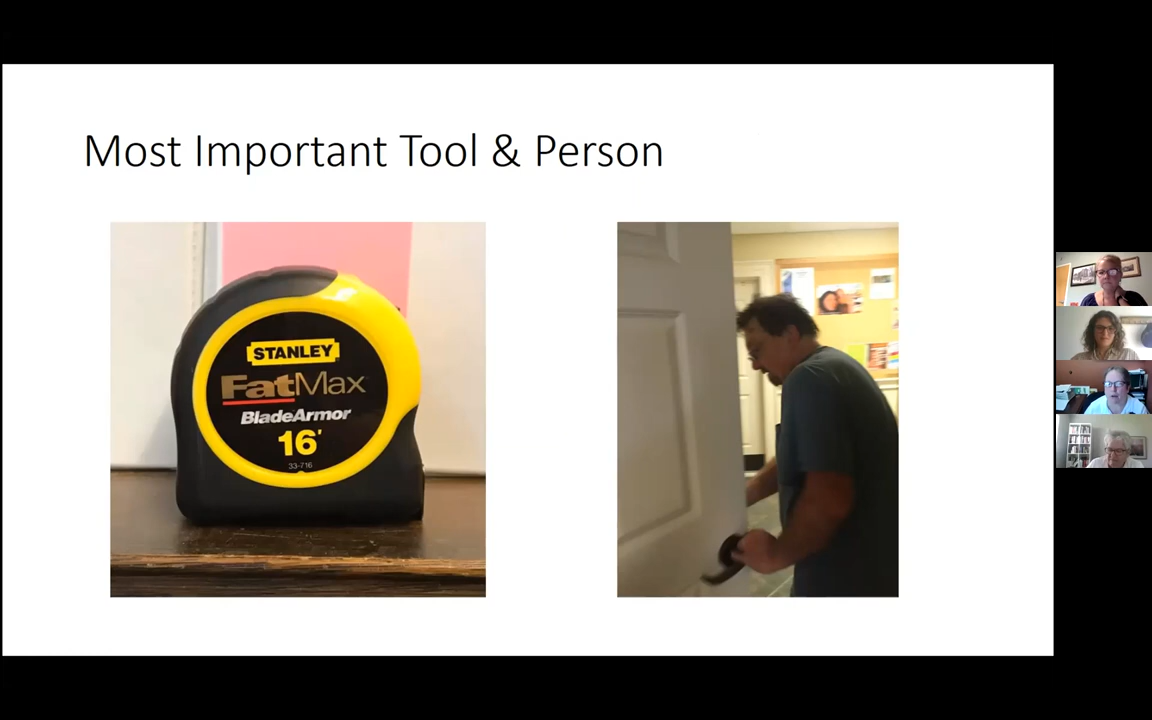 Most Important Tool & Person
STANLEY
FatMax
BladeArmor
16'
33-716